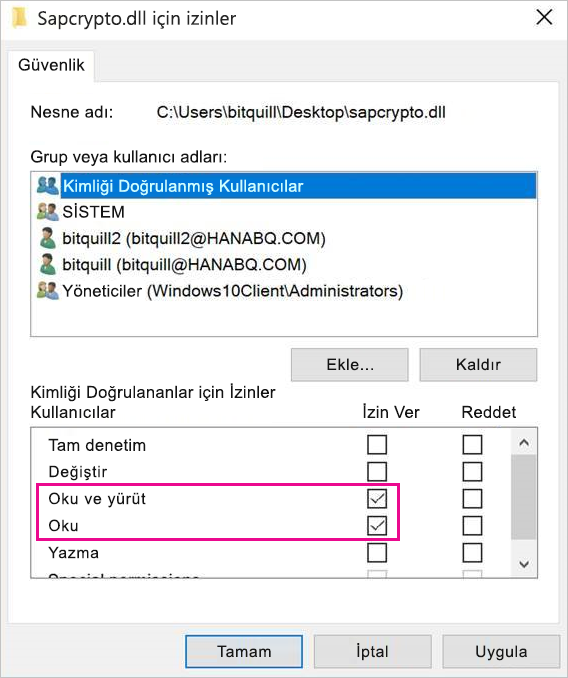 Sapcrypto.dll için izinler
Güvenlik
Nesne adı: C:\Users\bitquill\Desktop\sapcrypto.dll
Grup veya kullanıcı adları:
Kimliği Doğrulanmış Kullanıcılar
SİSTEM
bitquill2 (bitquill2@HANABQ.COM)
bitquill (bitquill@HANABQ.COM)
Yöneticiler (Windows10Client\Administrators)
Ekle... Kaldır
Kimliği Doğrulananlar için İzinler
Kullanıcılar İzin Ver Reddet
Tam denetim
Değiştir
Oku ve yürüt
Oku
Yazma
Special permissions
Tamam İptal Uygula